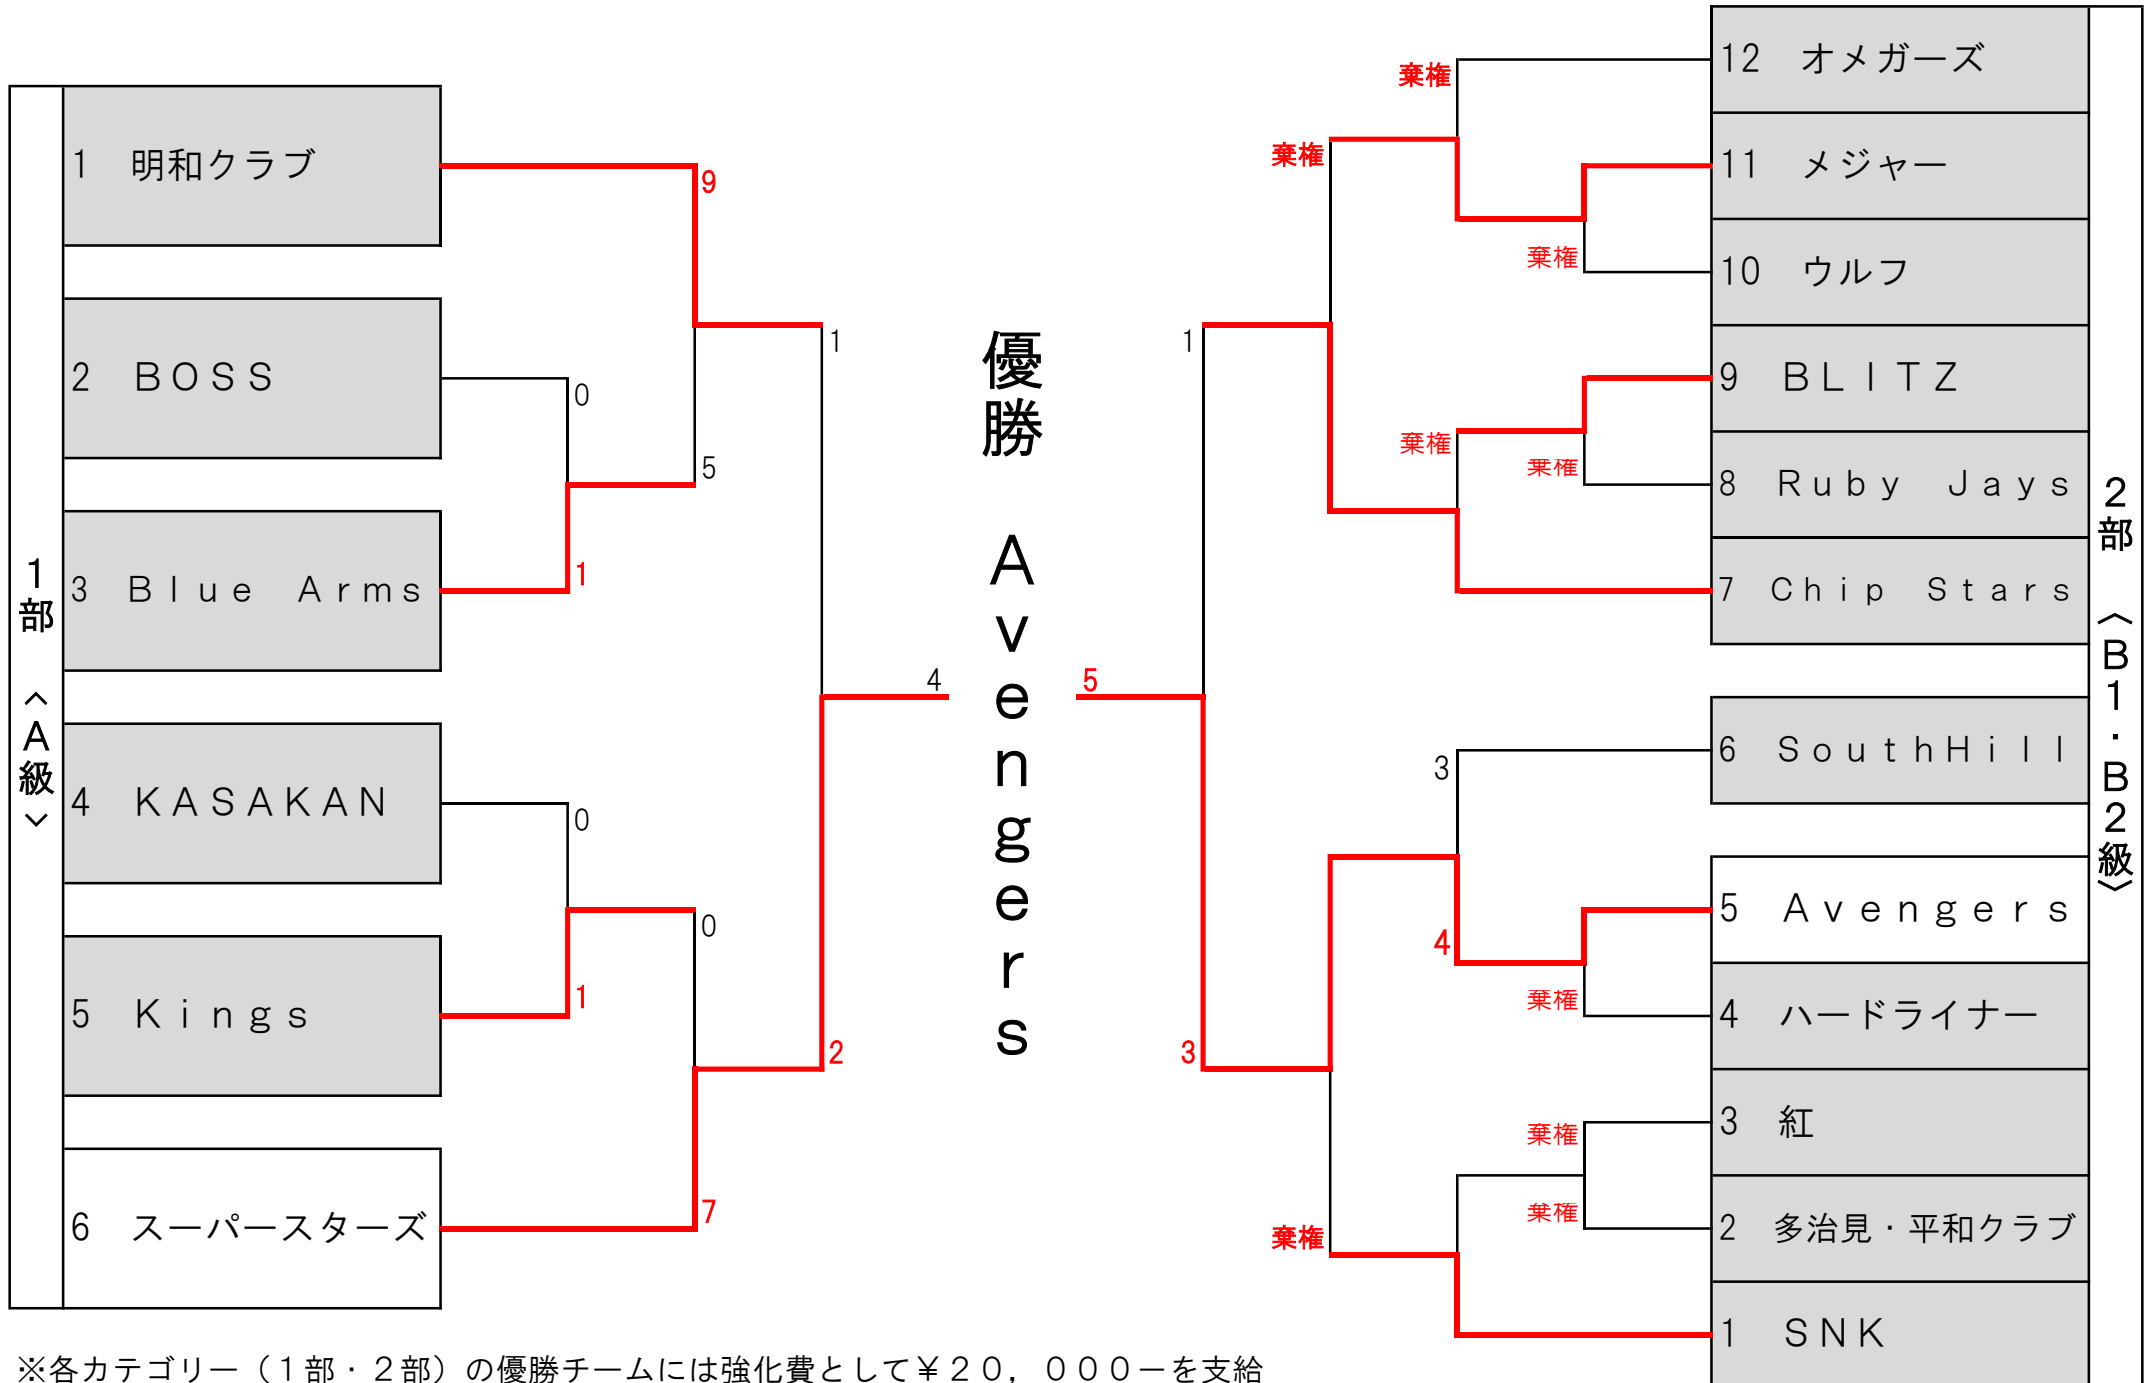 1部 〈A級〉
1 明和クラブ
2 BOSS
3 Blue Arms
4 KASAKAN
5 Kings
6 スーパースターズ
9
0
5
1
1
0
0
1
2
7
4
優勝 Avengers
5
1
3
棄権
棄権
棄権
棄権
棄権
3
4
棄権
棄権
棄権
棄権
12 オメガーズ
11 メジャー
10 ウルフ
9 BLITZ
8 Ruby Jays
7 Chip Stars
6 SouthHill
5 Avengers
4 ハードライナー
3 紅
2 多治見・平和クラブ
1 SNK
2部 〈B1・B2級〉
※各カテゴリー(1部・2部)の優勝チームには強化費として¥20,000ーを支給